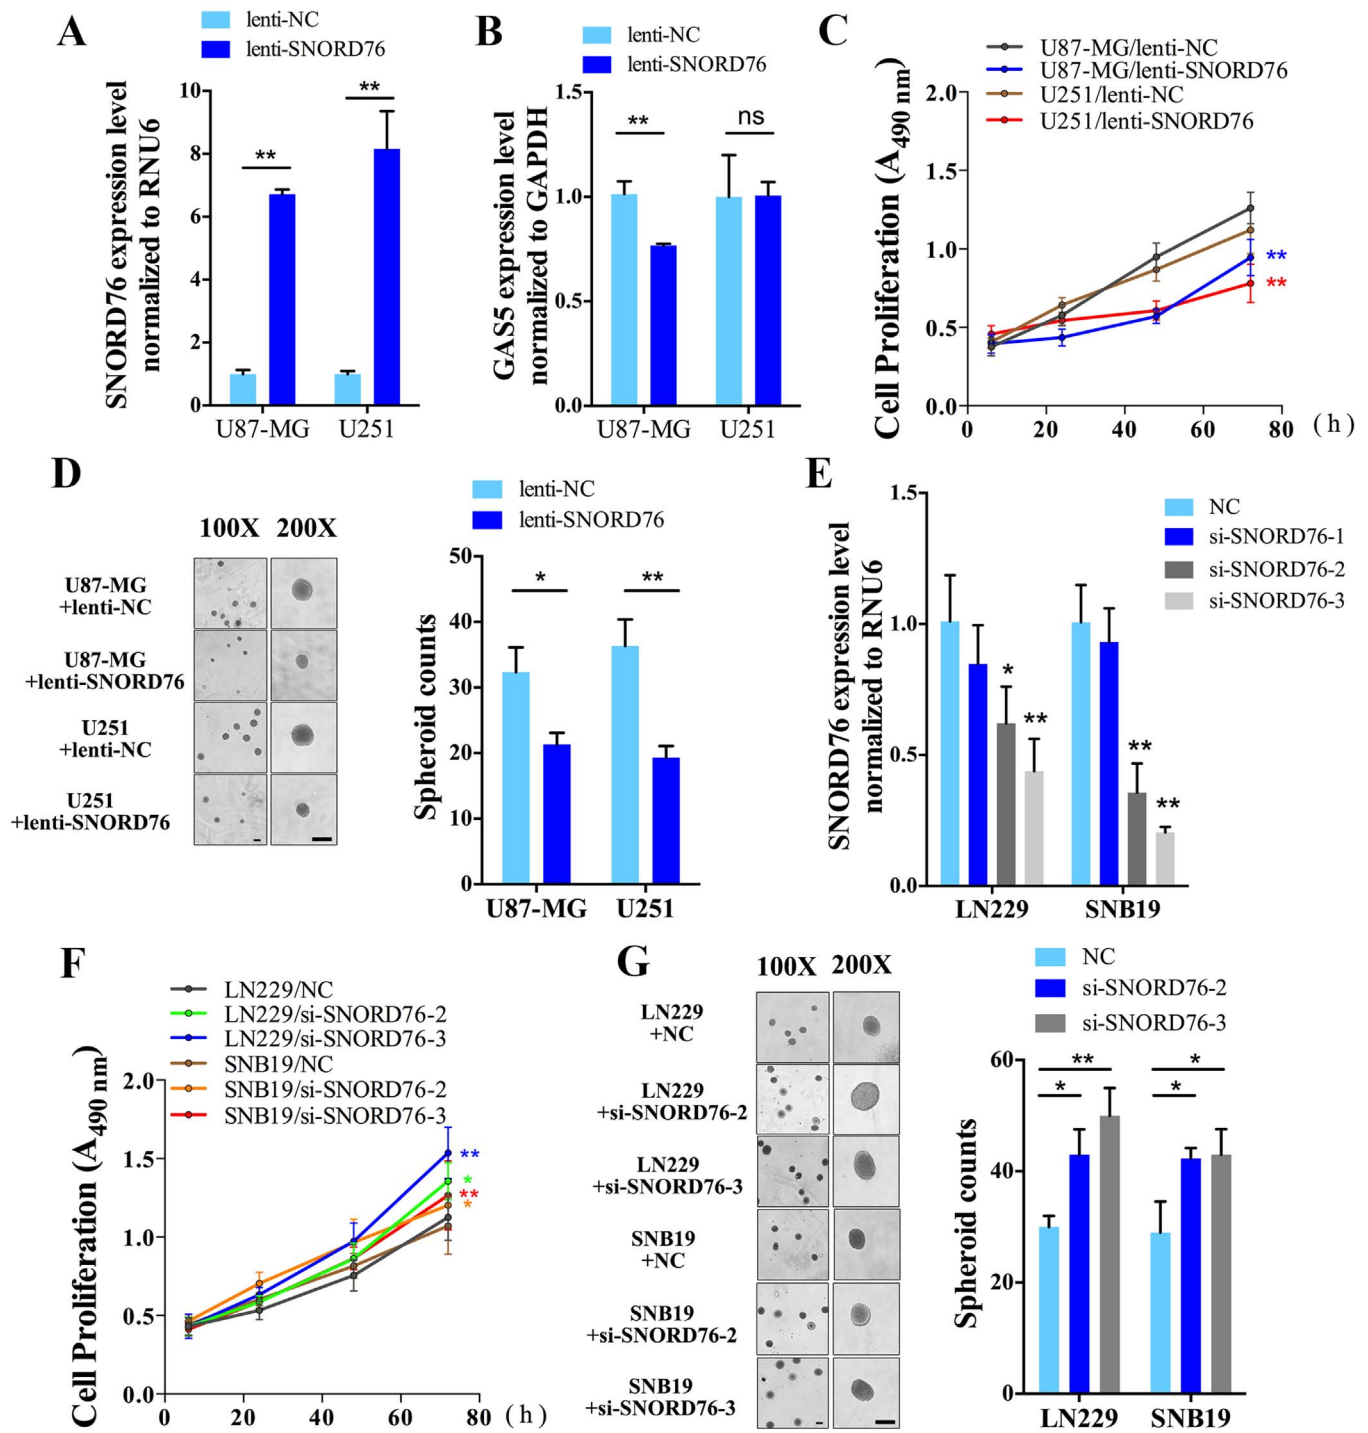 A
lenti-NC
lenti-SNORD76
SNORD76 expression level
normalized to RNU6
10
8
6
4
2
0
**
**
U87-MG
U251
B
lenti-NC
lenti-SNORD76
GAS5 expression level
normalized to GAPDH
1.5
1.0
0.5
0.0
**
ns
U87-MG
U251
C
U87-MG/lenti-NC
U87-MG/lenti-SNORD76
U251/lenti-NC
U251/lenti-SNORD76
Cell Proliferation (A490 nm)
2.0
1.5
1.0
0.5
0.0
**
**
0 20 40 60 80 (h)
D
100X 200X
U87-MG
+lenti-NC
U87-MG
+lenti-SNORD76
U251
+lenti-NC
U251
+lenti-SNORD76
lenti-NC
lenti-SNORD76
Spheroid counts
50
40
30
20
10
0
*
**
U87-MG
U251
E
NC
si-SNORD76-1
si-SNORD76-2
si-SNORD76-3
SNORD76 expression level
normalized to RNU6
1.5
1.0
0.5
0.0
*
**
**
**
LN229
SNB19
F
LN229/NC
LN229/si-SNORD76-2
LN229/si-SNORD76-3
SNB19/NC
SNB19/si-SNORD76-2
SNB19/si-SNORD76-3
Cell Proliferation (A490 nm)
2.0
1.5
1.0
0.5
0.0
**
*
**
*
0 20 40 60 80 (h)
G
100X 200X
LN229
+NC
LN229
+si-SNORD76-2
LN229
+si-SNORD76-3
SNB19
+NC
SNB19
+si-SNORD76-2
SNB19
+si-SNORD76-3
NC
si-SNORD76-2
si-SNORD76-3
Spheroid counts
60
40
20
0
**
*
*
*
LN229
SNB19